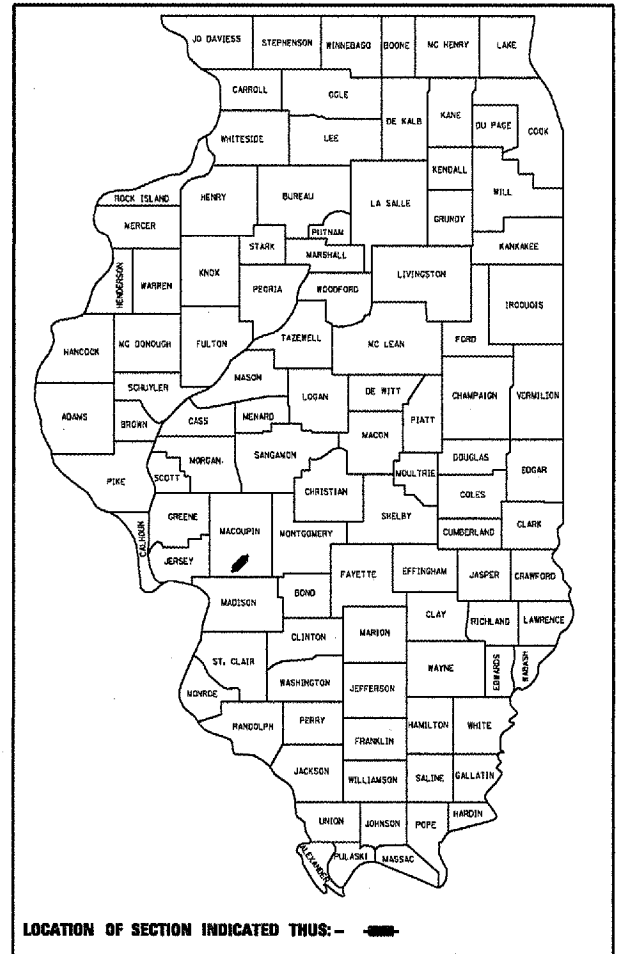 JO DAVIESS STEPHENSON WINNEBAGO BOONE MC HENRY LAKE
CARROLL OGLE DE KALB KANE DU PAGE COOK
WHITESIDE LEE
KENDALL
WILL
ROCK ISLAND HENRY BUREAU LA SALLE GRUNDY
MERCER
PUTNAM
STARK MARSHALL KANKAKEE
HENDERSON WARREN KNOX PEORIA WOODFORD LIVINGSTON
IROQUOIS
HANCOCK MC DONOUGH FULTON TAZEWELL MC LEAN FORD
SCHUYLER MASON
ADAMS BROWN CASS MENARD LOGAN DE WITT PIATT CHAMPAIGN VERMILION
MACON
PIKE SCOTT MORGAN SANGAMON MOULTRIE DOUGLAS EDGAR
CHRISTIAN COLES
CALHOUN GREENE MACOUPIN MONTGOMERY SHELBY CUMBERLAND CLARK
JERSEY
FAYETTE EFFINGHAM JASPER CRAWFORD
MADISON BOND
CLAY RICHLAND LAWRENCE
CLINTON MARION
ST. CLAIR WAYNE EDWARDS WABASH
MONROE WASHINGTON JEFFERSON
RANDOLPH PERRY HAMILTON WHITE
FRANKLIN
JACKSON WILLIAMSON SALINE GALLATIN
UNION JOHNSON POPE HARDIN
ALEXANDER PULASKI MASSAC
LOCATION OF SECTION INDICATED THUS:-